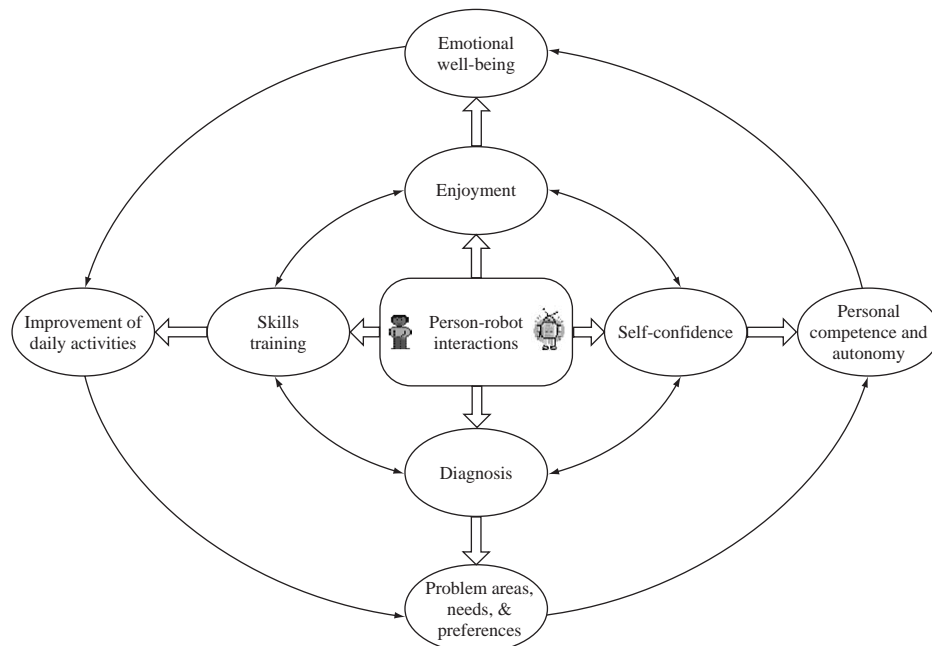 Emotional
well-being
Enjoyment
Improvement of
daily activities
Skills
training
Person-robot
interactions
Self-confidence
Personal
competence and
autonomy
Diagnosis
Problem areas,
needs, &
preferences